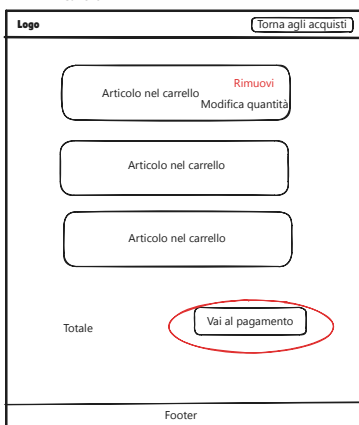 Logo
Torna agli acquisti
Rimuovi
Articolo nel carrello
Modifica quantità
Articolo nel carrello
Articolo nel carrello
Totale
Vai al pagamento
Footer